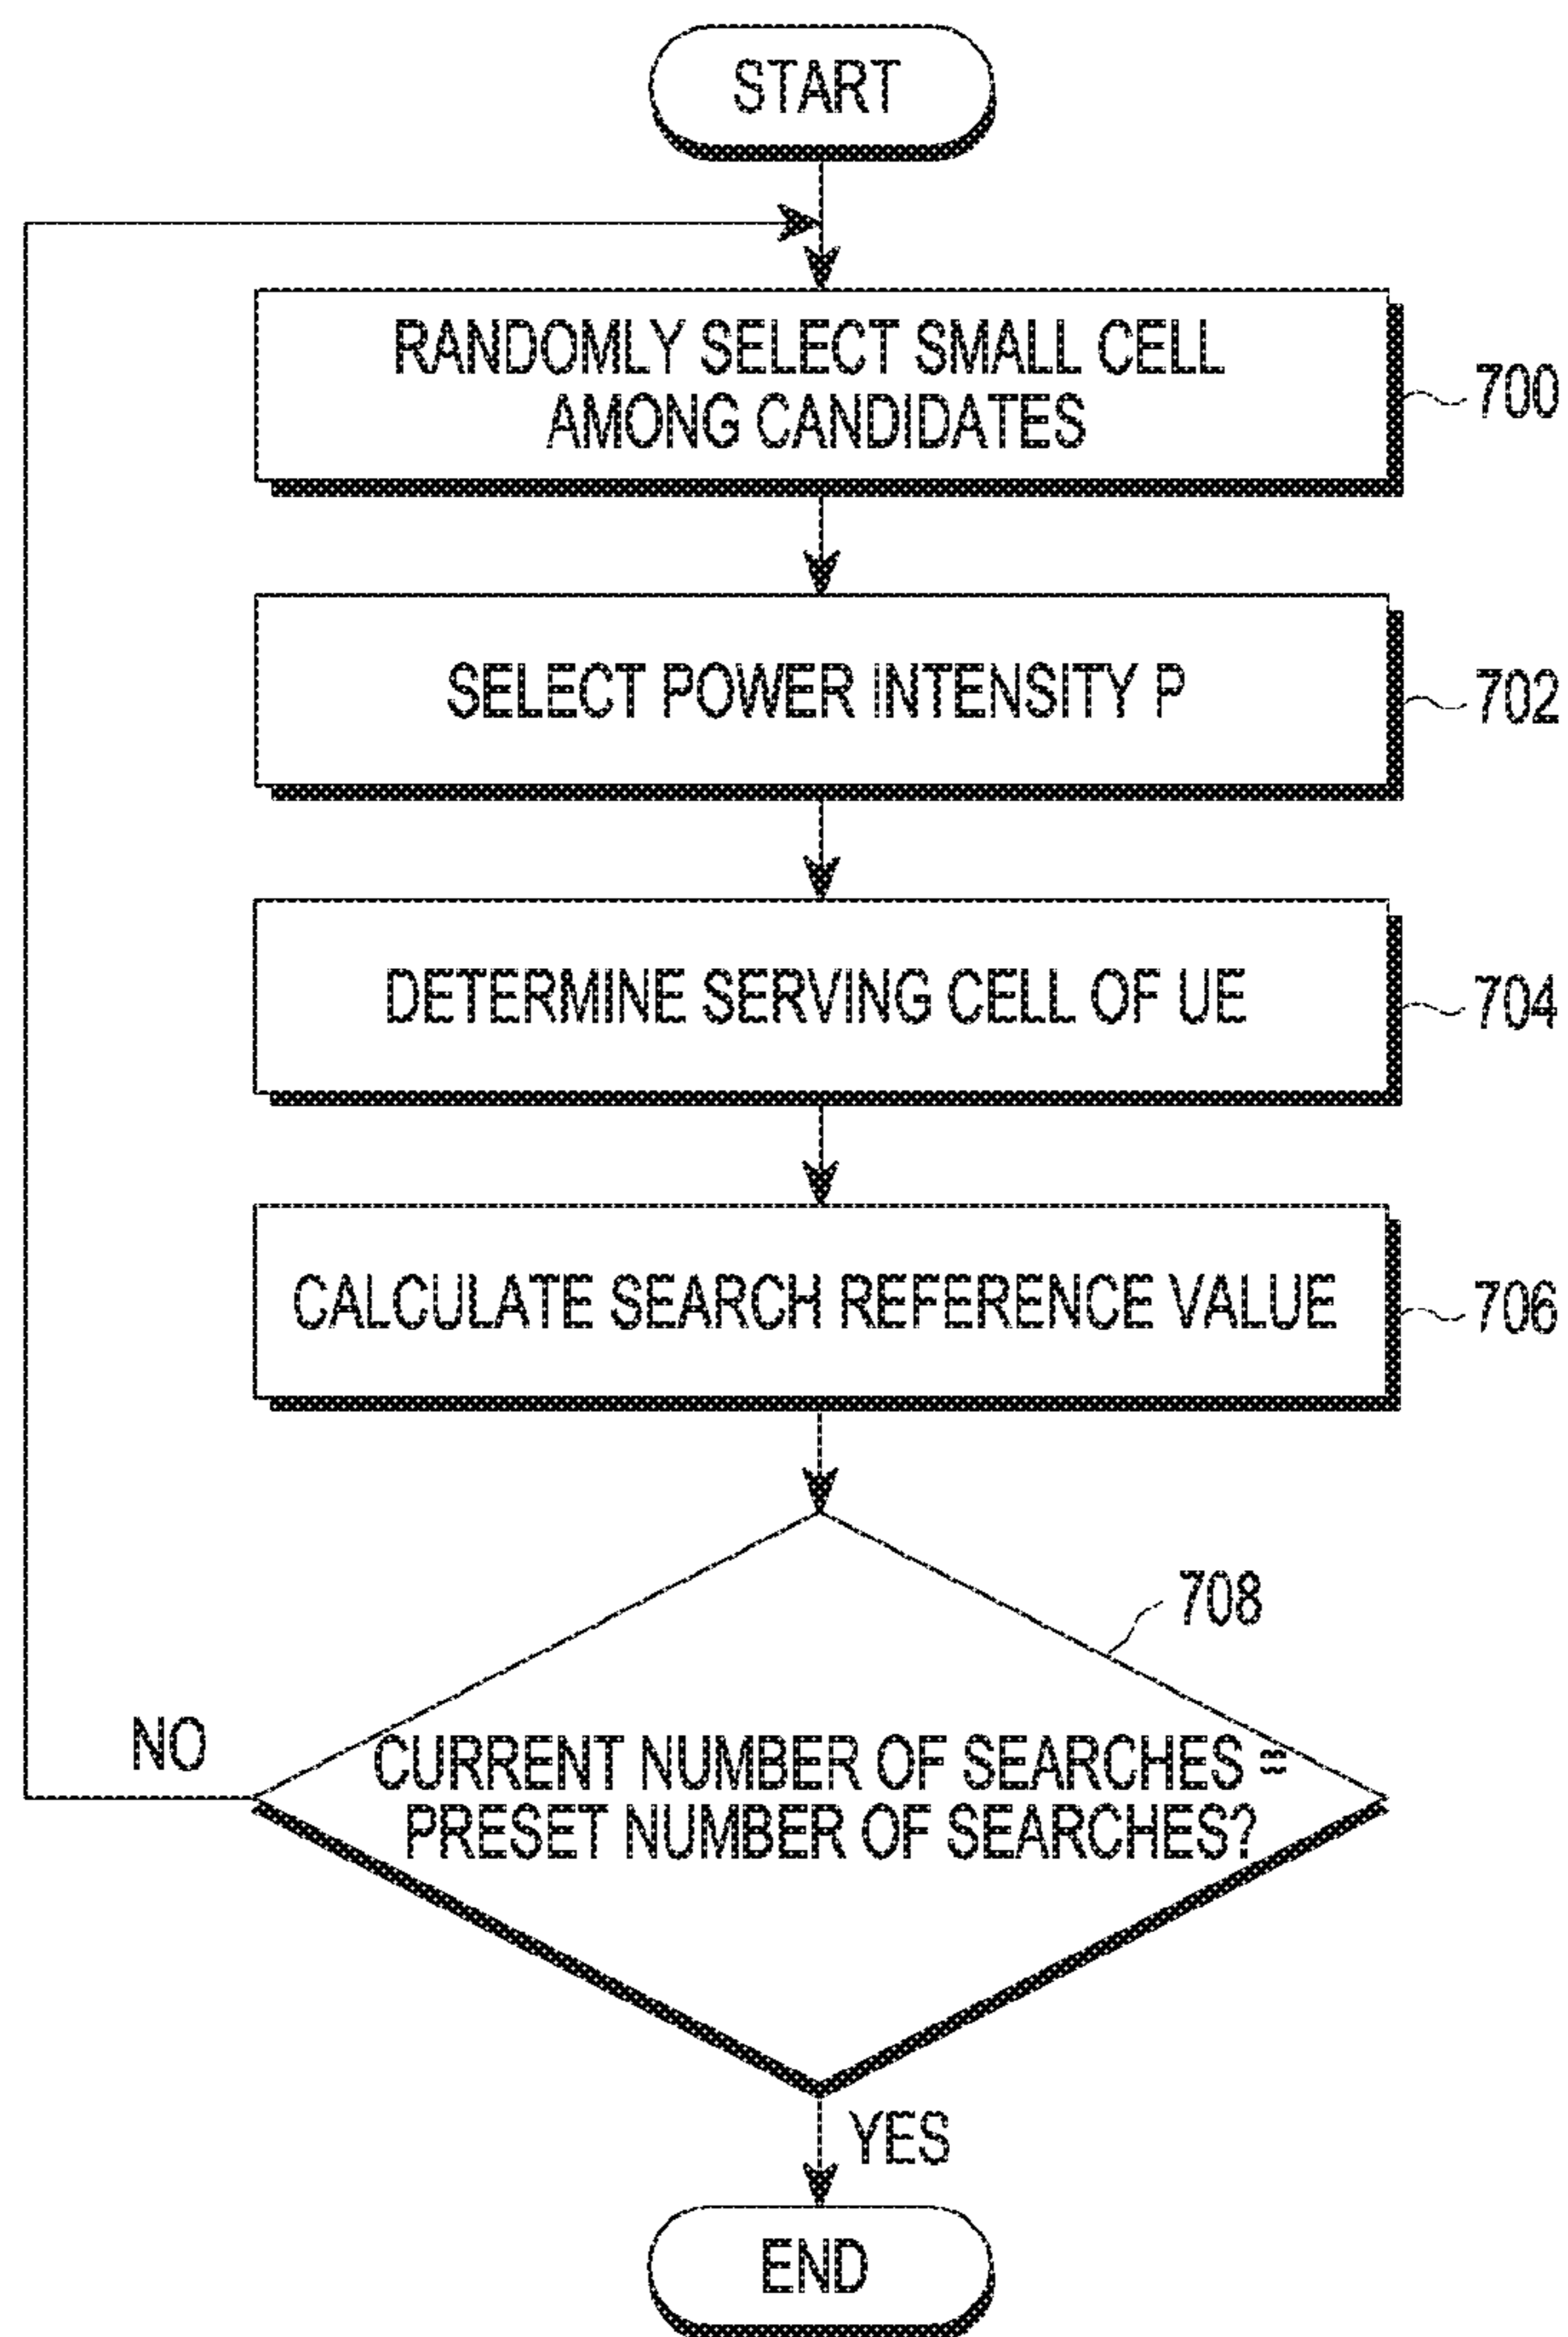 START
RANDOMLY SELECT SMALL CELL
AMONG CANDIDATES
700
SELECT POWER INTENSITY P
702
DETERMINE SERVING CELL OF UE
704
CALCULATE SEARCH REFERENCE VALUE
706
708
NO
CURRENT NUMBER OF SEARCHES =
PRESET NUMBER OF SEARCHES?
YES
END